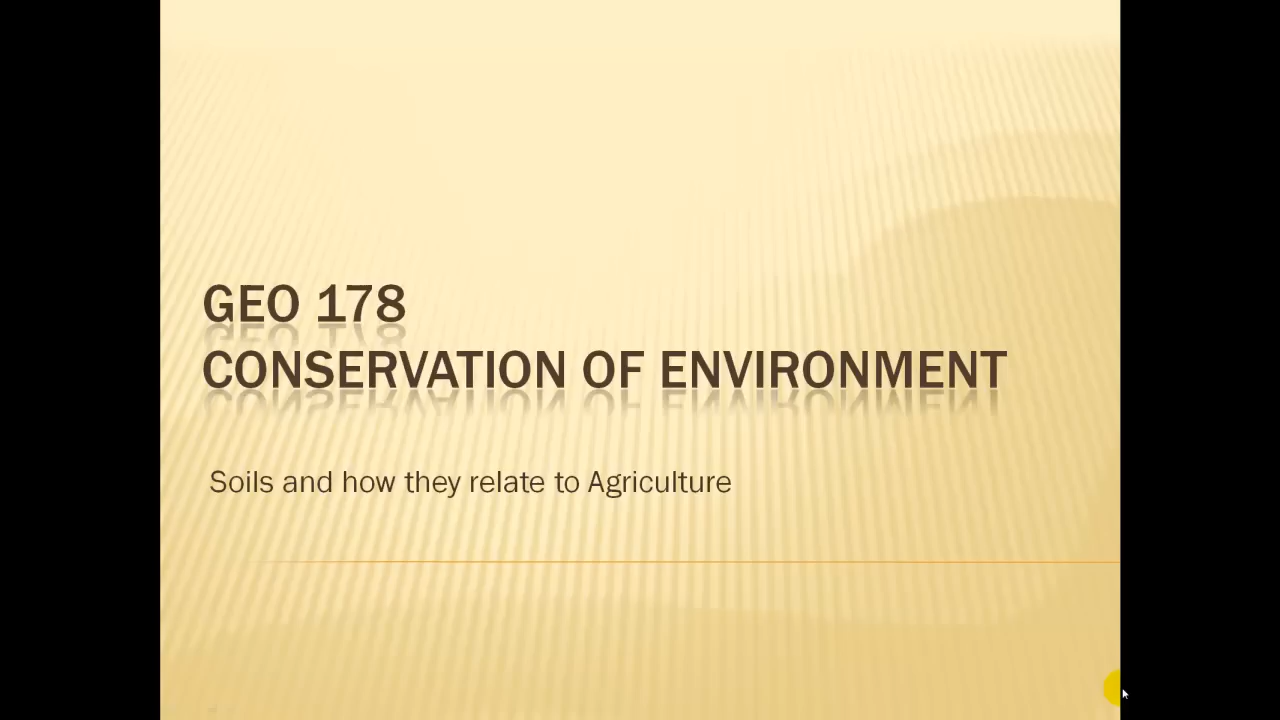 GEO 178
CONSERVATION OF ENVIRONMENT
Soils and how they relate to Agriculture